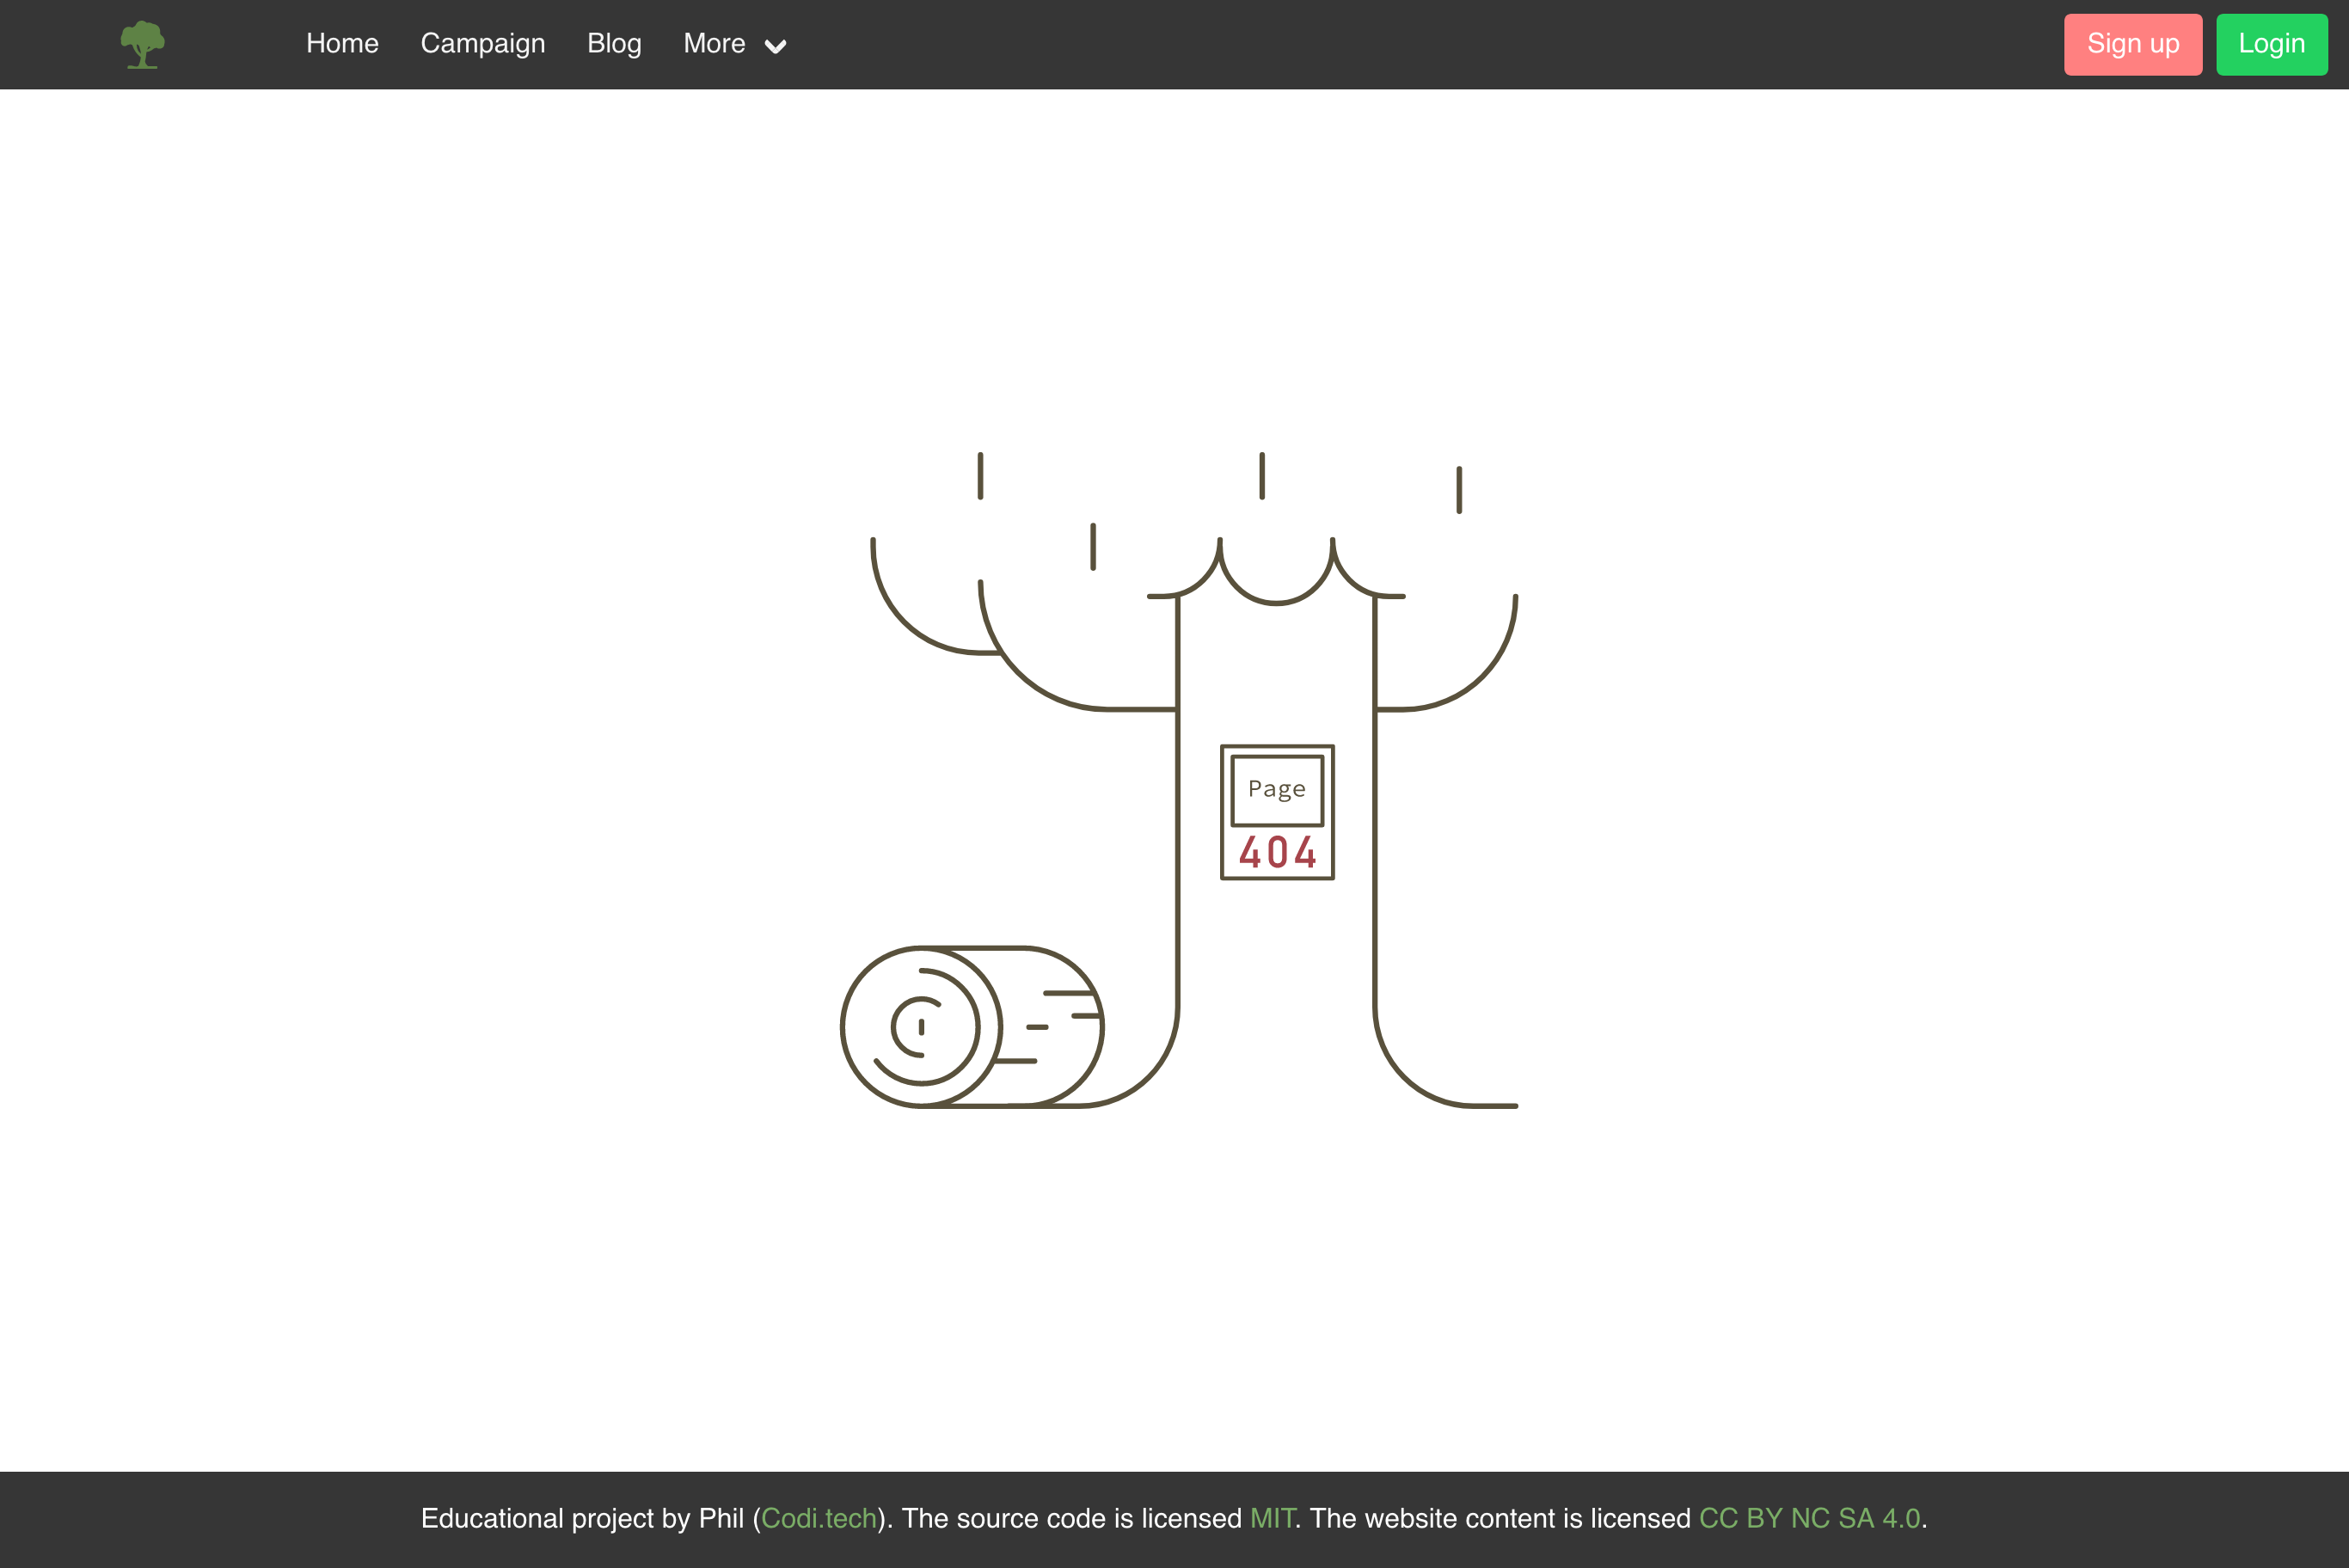 Home Campaign Blog More
Sign up Login
Page
404
Educational project by Phil (Codi.tech). The source code is licensed MIT. The website content is licensed CC BY NC SA 4.0.